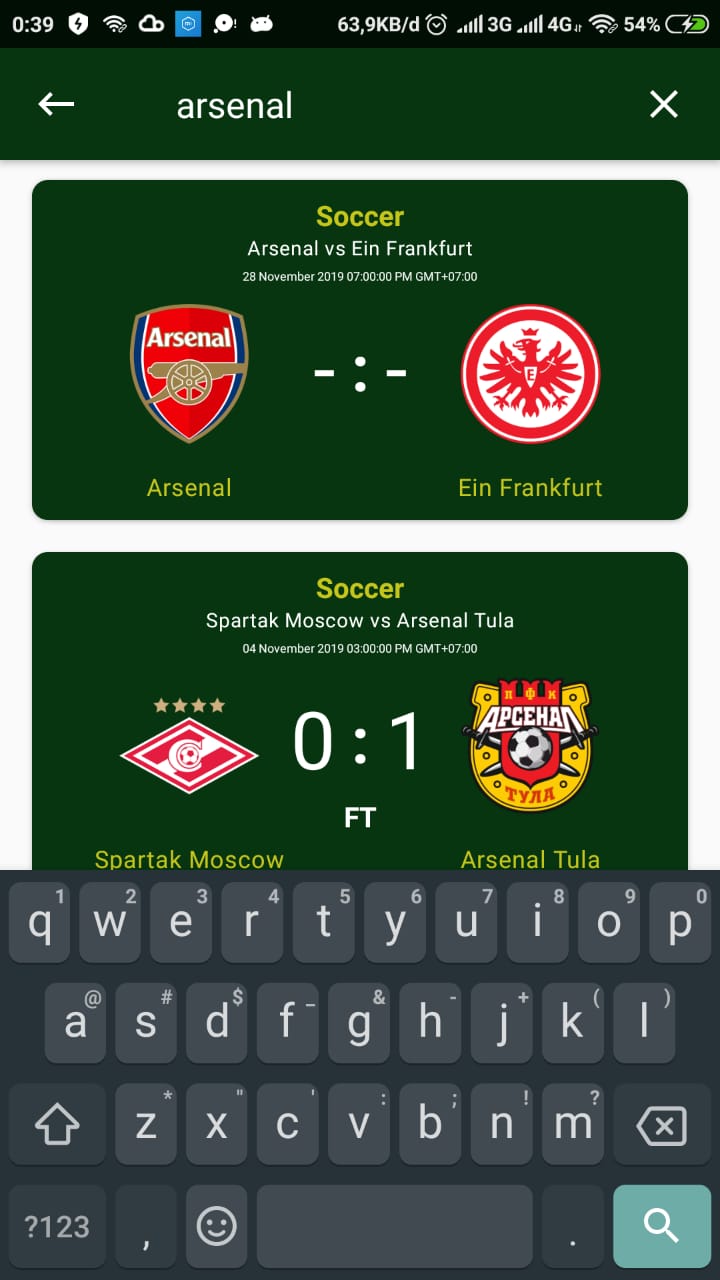 0:39 63,9KB/d 3G 4G 54%
arsenal
Soccer
Arsenal vs Ein Frankfurt
28 November 2019 07:00:00 PM GMT+07:00
Arsenal
E
- : -
Arsenal Ein Frankfurt
Soccer
Spartak Moscow vs Arsenal Tula
04 November 2019 03:00:00 PM GMT+07:00
ПФК
АРСЕНАЛ
ТУЛА
0 : 1
FT
Spartak Moscow Arsenal Tula
1 2 3 4 5 6 7 8 9 0
q w e r t y u i o p
@ # $ _ & - + ( )
a s d f g h j k l
* " ' : ; ! ?
z x c v b n m
?123 , .